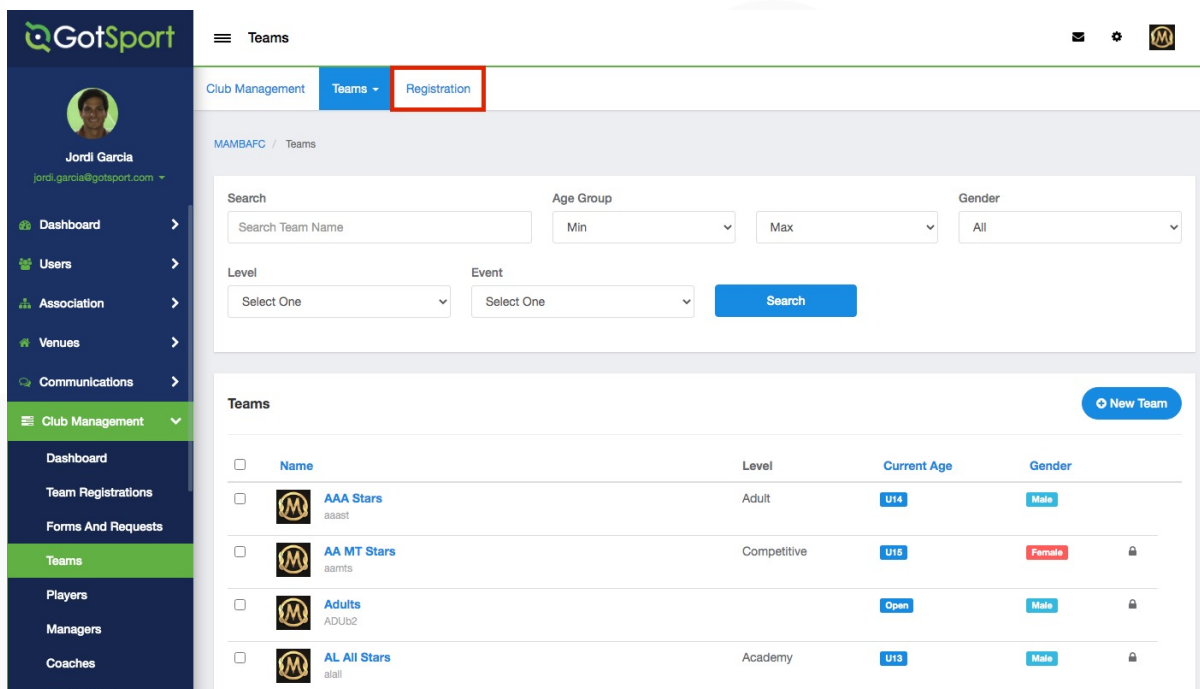 GotSport
Teams
Club Management
Teams
Registration
Jordi Garcia
jordi.garcia@gotsport.com
MAMBAFC / Teams
Dashboard
Users
Association
Venues
Communications
Club Management
Dashboard
Team Registrations
Forms And Requests
Teams
Players
Managers
Coaches
Search
Age Group
Gender
Search Team Name
Min
Max
All
Level
Event
Select One
Select One
Search
Teams
New Team
Name
Level
Current Age
Gender
AAA Stars
aaast
Adult
U14
Male
AA MT Stars
aamts
Competitive
U15
Female
Adults
ADUb2
Open
Male
AL All Stars
alall
Academy
U13
Male